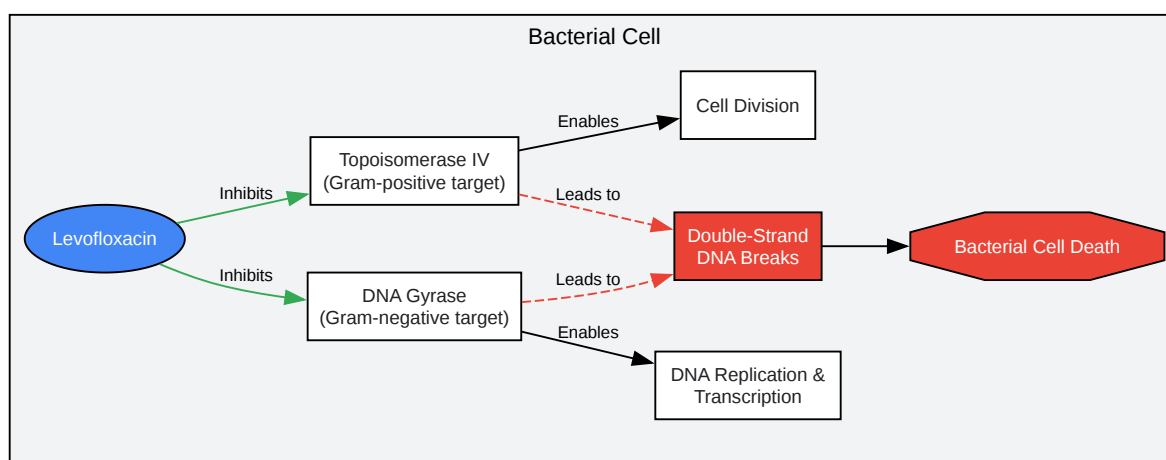 Bacterial Cell
Cell Division
Enables
Topoisomerase IV
(Gram-positive target)
Inhibits
Leads to
Levofloxacin
Double-Strand
DNA Breaks
Bacterial Cell Death
Inhibits
Leads to
DNA Gyrase
(Gram-negative target)
Enables
DNA Replication &
Transcription